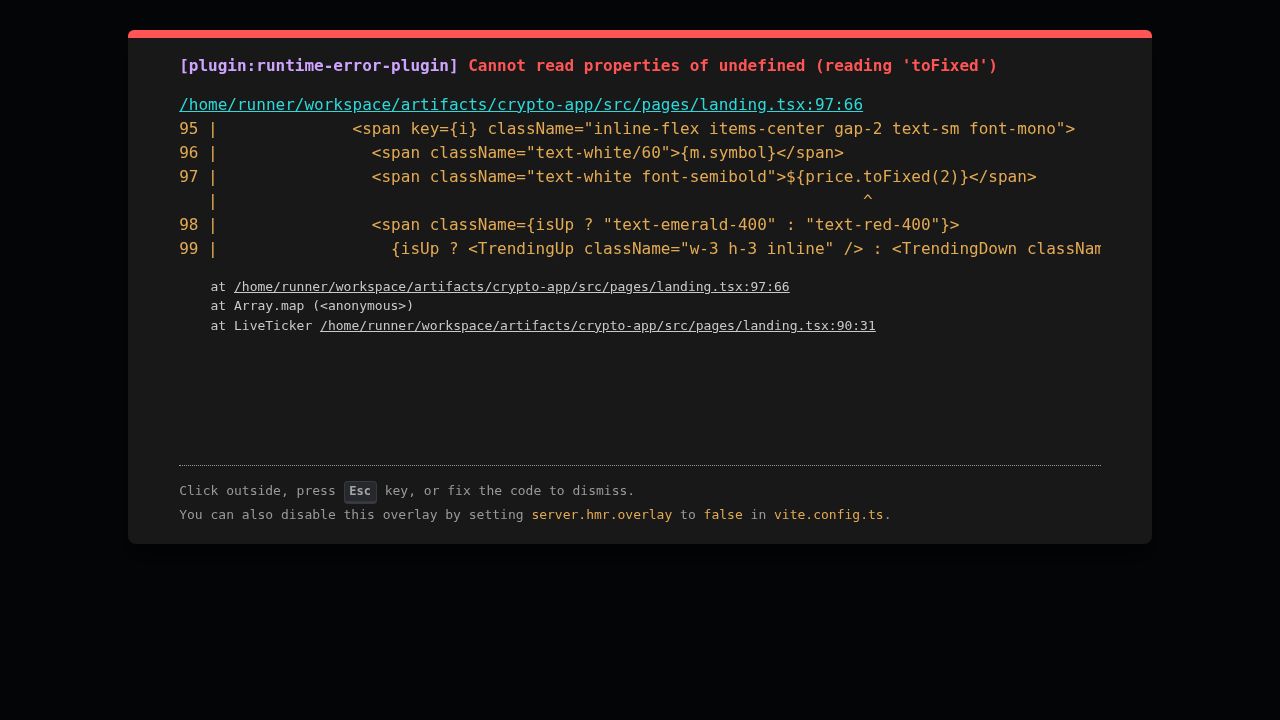 [plugin:runtime-error-plugin] Cannot read properties of undefined (reading 'toFixed')
/home/runner/workspace/artifacts/crypto-app/src/pages/landing.tsx:97:66
95 |              <span key={i} className="inline-flex items-center gap-2 text-sm font-mono">
96 |                <span className="text-white/60">{m.symbol}</span>
97 |                <span className="text-white font-semibold">${price.toFixed(2)}</span>
   |                                                                   ^
98 |                <span className={isUp ? "text-emerald-400" : "text-red-400"}>
99 |                  {isUp ? <TrendingUp className="w-3 h-3 inline" /> : <TrendingDown classNam
at /home/runner/workspace/artifacts/crypto-app/src/pages/landing.tsx:97:66
at Array.map (<anonymous>)
at LiveTicker /home/runner/workspace/artifacts/crypto-app/src/pages/landing.tsx:90:31
Click outside, press Esc key, or fix the code to dismiss.
You can also disable this overlay by setting server.hmr.overlay to false in vite.config.ts.